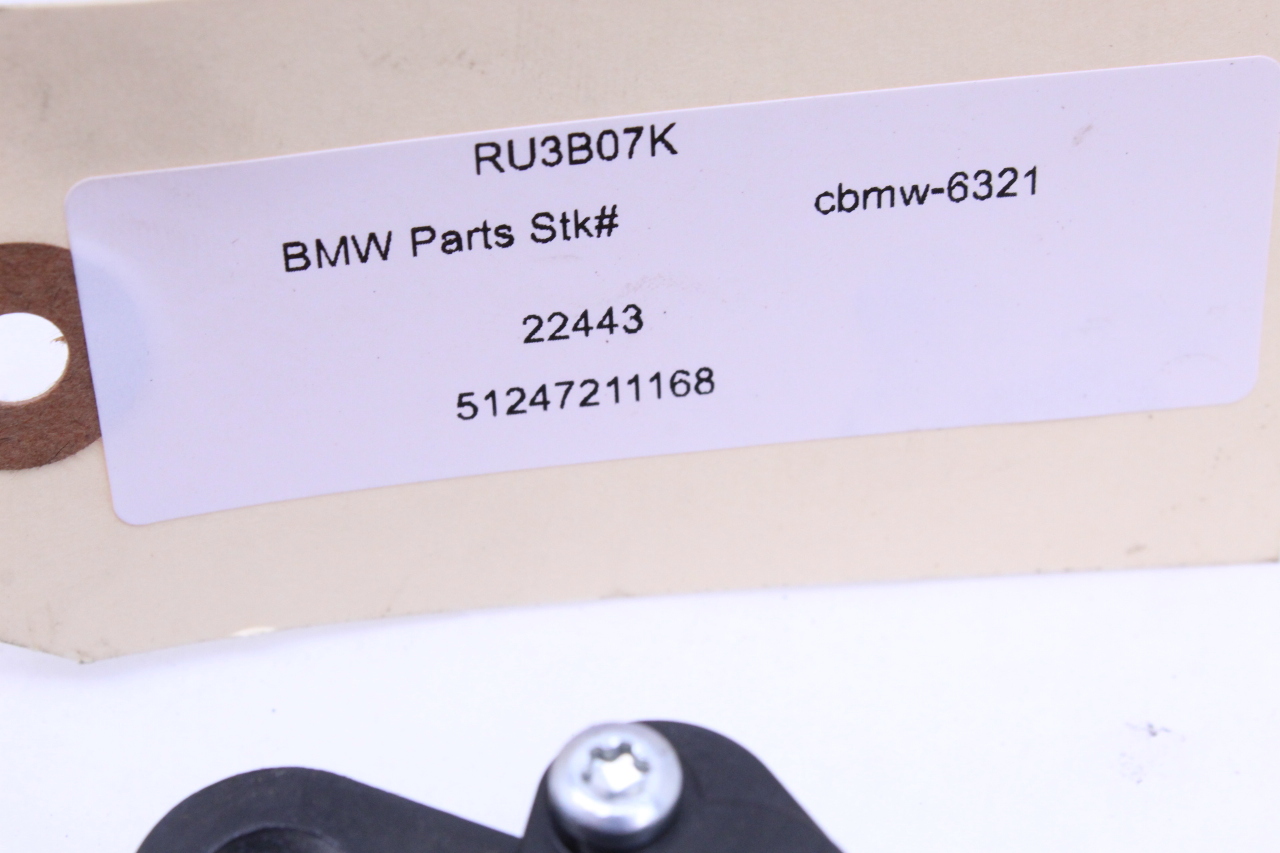 RU3B07K
BMW Parts Stk# cbmw-6321
22443
51247211168